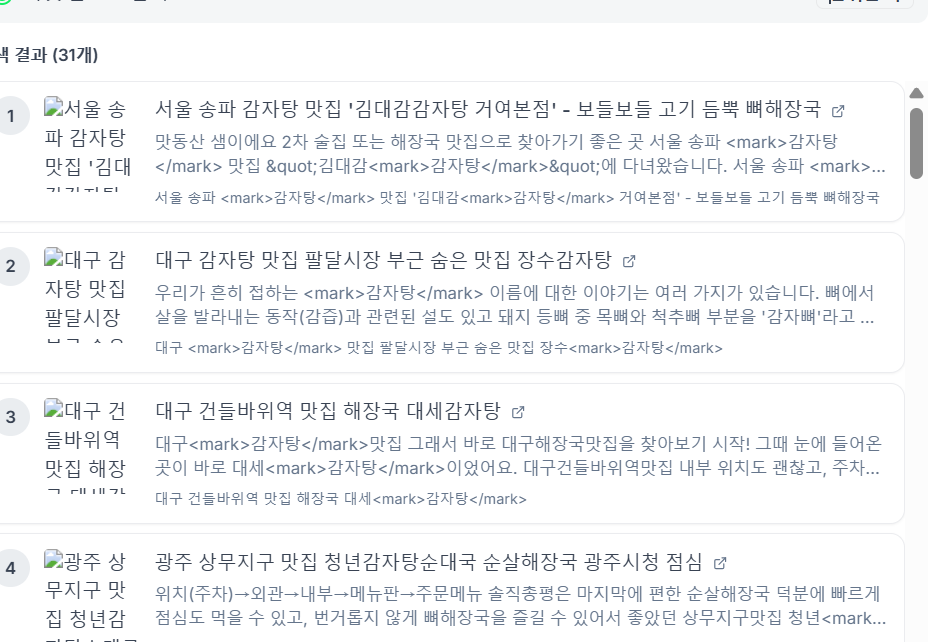 색 결과 (31개)
1
서울 송
파 감자탕
맛집 '김대
서울 송파 감자탕 맛집 '김대감감자탕 거여본점' - 보들보들 고기 듬뿍 뼈해장국
맛동산 샘이에요 2차 술집 또는 해장국 맛집으로 찾아가기 좋은 곳 서울 송파 <mark>감자탕
</mark> 맛집 &quot;김대감<mark>감자탕</mark>&quot;에 다녀왔습니다. 서울 송파 <mark>...
서울 송파 <mark>감자탕</mark> 맛집 '김대감<mark>감자탕</mark> 거여본점' - 보들보들 고기 듬뿍 뼈해장국
2
대구 감
자탕 맛집
팔달시장
대구 감자탕 맛집 팔달시장 부근 숨은 맛집 장수감자탕
우리가 흔히 접하는 <mark>감자탕</mark> 이름에 대한 이야기는 여러 가지가 있습니다. 뼈에서
살을 발라내는 동작(감즙)과 관련된 설도 있고 돼지 등뼈 중 목뼈와 척추뼈 부분을 '감자뼈'라고 ...
대구 <mark>감자탕</mark> 맛집 팔달시장 부근 숨은 맛집 장수<mark>감자탕</mark>
3
대구 건
들바위역
맛집 해장
대구 건들바위역 맛집 해장국 대세감자탕
대구<mark>감자탕</mark>맛집 그래서 바로 대구해장국맛집을 찾아보기 시작! 그때 눈에 들어온
곳이 바로 대세<mark>감자탕</mark>이었어요. 대구건들바위역맛집 내부 위치도 괜찮고, 주차...
대구 건들바위역 맛집 해장국 대세<mark>감자탕</mark>
4
광주 상
무지구 맛
집 청년감
광주 상무지구 맛집 청년감자탕순대국 순살해장국 광주시청 점심
위치(주차)→외관→내부→메뉴판→주문메뉴 솔직총평은 마지막에 편한 순살해장국 덕분에 빠르게
점심도 먹을 수 있고, 번거롭지 않게 뼈해장국을 즐길 수 있어서 좋았던 상무지구맛집 청년<mark...